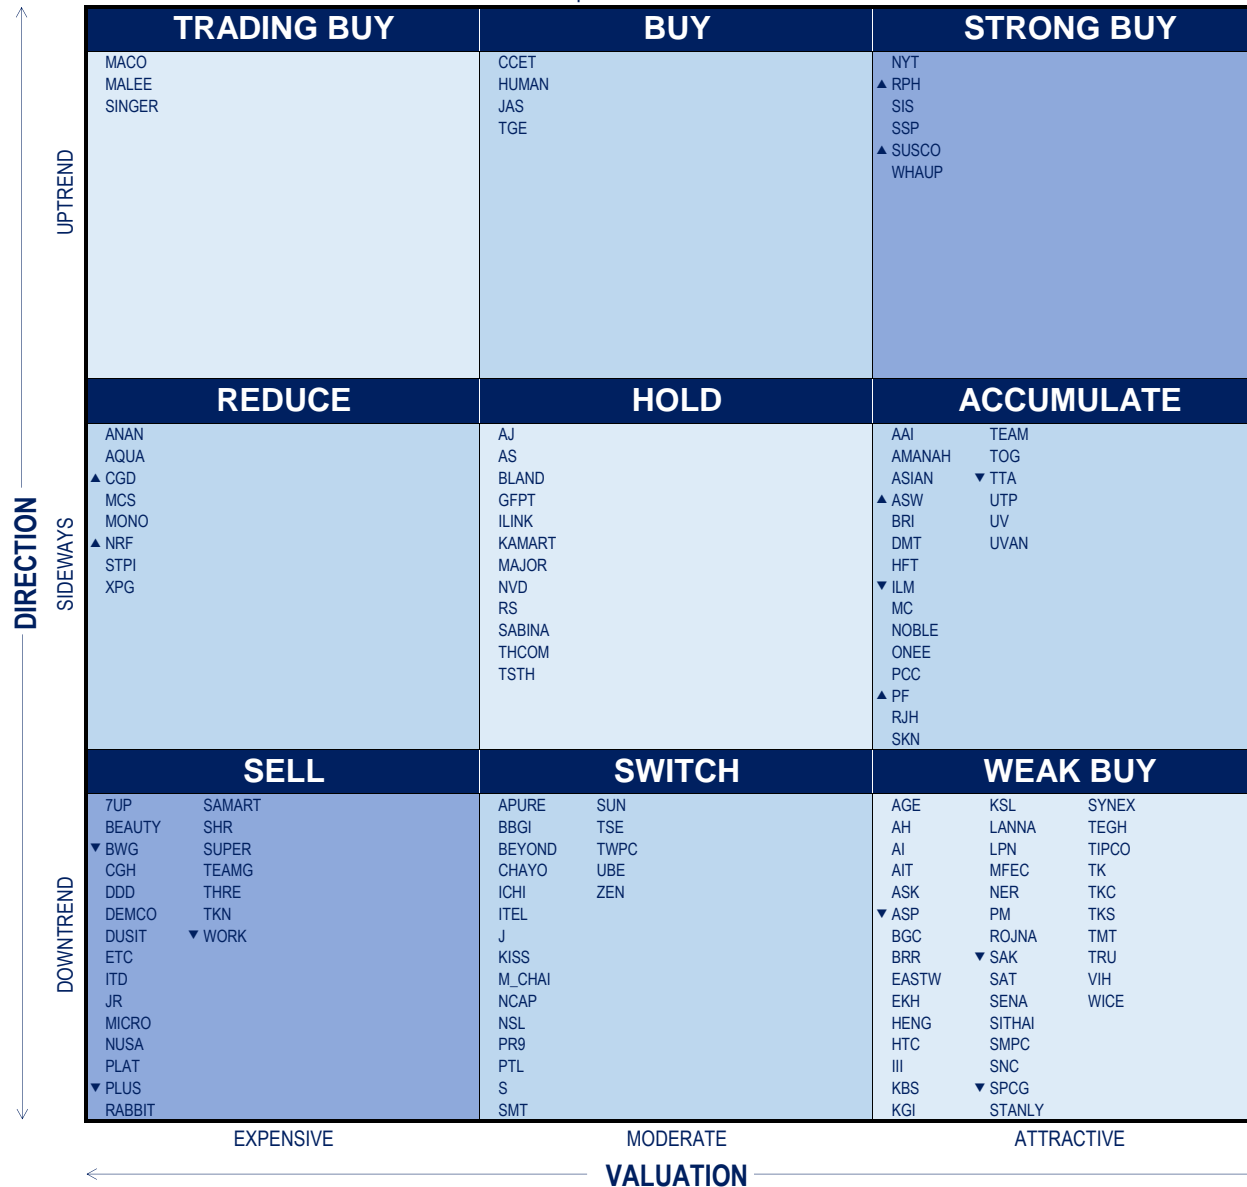 TRADING BUY BUY STRONG BUY
MACO
MALEE
SINGER
CCET
HUMAN
JAS
TGE
NYT
▲ RPH
SIS
SSP
▲ SUSCO
WHAUP
UPTREND
REDUCE HOLD ACCUMULATE
ANAN
AQUA
▲ CGD
MCS
MONO
▲ NRF
STPI
XPG
AJ
AS
BLAND
GFPT
ILINK
KAMART
MAJOR
NVD
RS
SABINA
THCOM
TSTH
AAI TEAM
AMANAH TOG
ASIAN ▼ TTA
▲ ASW UTP
BRI UV
DMT UVAN
HFT
▼ ILM
MC
NOBLE
ONEE
PCC
▲ PF
RJH
SKN
SIDEWAYS
DIRECTION
SELL SWITCH WEAK BUY
7UP SAMART
BEAUTY SHR
▼ BWG SUPER
CGH TEAMG
DDD THRE
DEMCO TKN
DUSIT ▼ WORK
ETC
ITD
JR
MICRO
NUSA
PLAT
▼ PLUS
RABBIT
APURE SUN
BBGI TSE
BEYOND TWPC
CHAYO UBE
ICHI ZEN
ITEL
J
KISS
M_CHAI
NCAP
NSL
PR9
PTL
S
SMT
AGE KSL SYNEX
AH LANNA TEGH
AI LPN TIPCO
AIT MFEC TK
ASK NER TKC
▼ ASP PM TKS
BGC ROJNA TMT
BRR ▼ SAK TRU
EASTW SAT VIH
EKH SENA WICE
HENG SITHAI
HTC SMPC
III SNC
KBS ▼ SPCG
KGI STANLY
DOWNTREND
EXPENSIVE MODERATE ATTRACTIVE
VALUATION